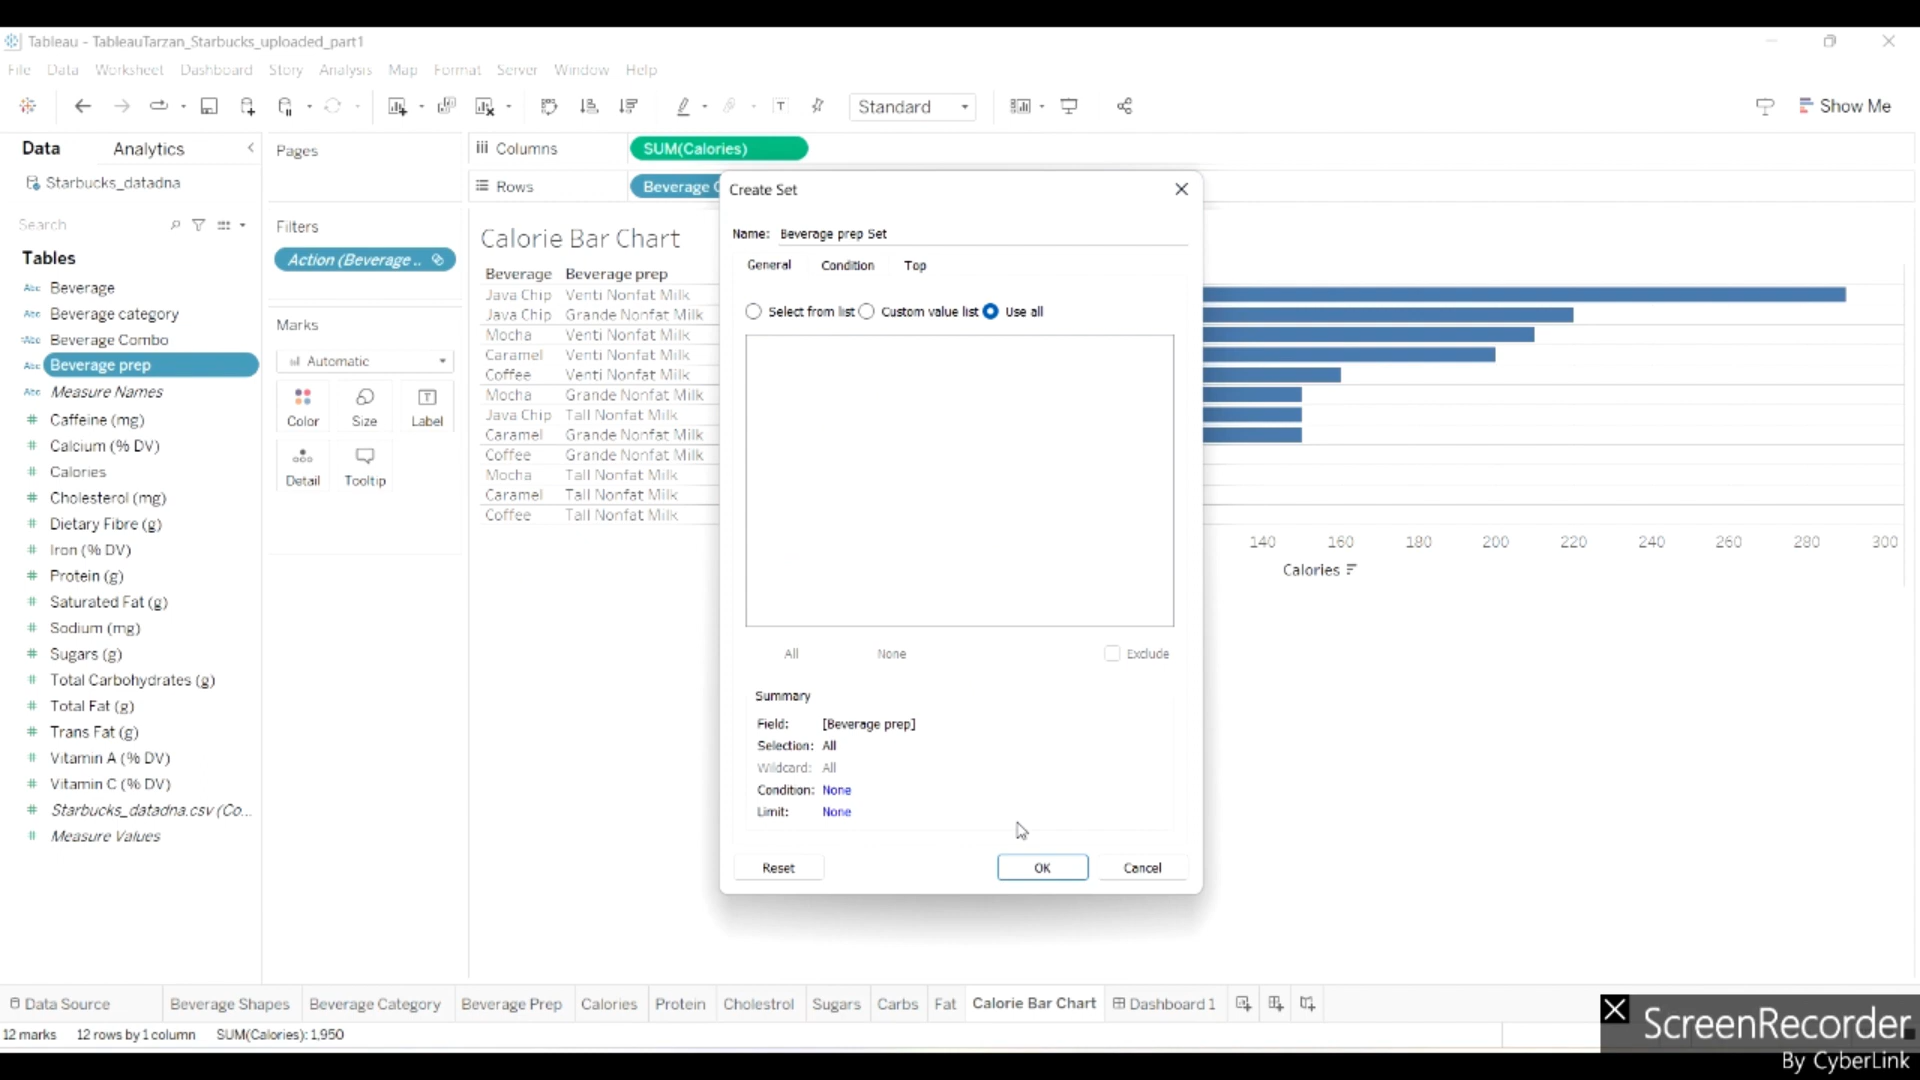 Tableau - TableauTarzan_Starbucks_uploaded_part1
File Data Worksheet Dashboard Story Analysis Map Format Server Window Help
Standard
Show Me
Data Analytics
Starbucks_datadna
Search
Tables
Abc Beverage
Abc Beverage category
Abc Beverage Combo
Abc Beverage prep
Abc Measure Names
# Caffeine (mg)
# Calcium (% DV)
# Calories
# Cholesterol (mg)
# Dietary Fibre (g)
# Iron (% DV)
# Protein (g)
# Saturated Fat (g)
# Sodium (mg)
# Sugars (g)
# Total Carbohydrates (g)
# Total Fat (g)
# Trans Fat (g)
# Vitamin A (% DV)
# Vitamin C (% DV)
# Starbucks_datadna.csv (Co...
# Measure Values
Pages
Filters
Action (Beverage ..
Marks
Automatic
Color Size Label
Detail Tooltip
Columns SUM(Calories)
Rows Beverage
Calorie Bar Chart
Beverage Beverage prep
Java Chip Venti Nonfat Milk
Java Chip Grande Nonfat Milk
Mocha Venti Nonfat Milk
Caramel Venti Nonfat Milk
Coffee Venti Nonfat Milk
Mocha Grande Nonfat Milk
Java Chip Tall Nonfat Milk
Caramel Grande Nonfat Milk
Coffee Grande Nonfat Milk
Mocha Tall Nonfat Milk
Caramel Tall Nonfat Milk
Coffee Tall Nonfat Milk
140 160 180 200 220 240 260 280 300
Calories
Create Set
Name: Beverage prep Set
General Condition Top
Select from list Custom value list Use all
All None Exclude
Summary
Field: [Beverage prep]
Selection: All
Wildcard: All
Condition: None
Limit: None
Reset OK Cancel
Data Source Beverage Shapes Beverage Category Beverage Prep Calories Protein Cholestrol Sugars Carbs Fat Calorie Bar Chart Dashboard 1
12 marks 12 rows by 1 column SUM(Calories): 1,950
ScreenRecorder
By CyberLink